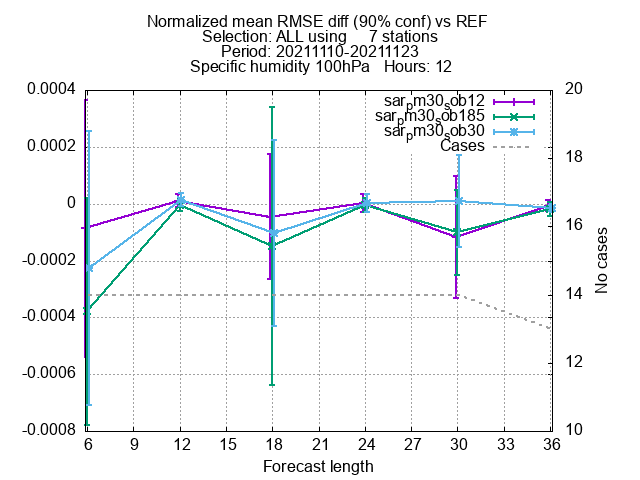 Normalized mean RMSE diff (90% conf) vs REF
Selection: ALL using 7 stations
Period: 20211110-20211123
Specific humidity 100hPa Hours: 12
0.0004
0.0002
0
-0.0002
-0.0004
-0.0006
-0.0008
20
18
16
14
12
10
No cases
sarpm30sob12
sarpm30sob185
sarpm30sob30
Cases
6 12 15 18 21 24 27 30 33 36
Forecast length